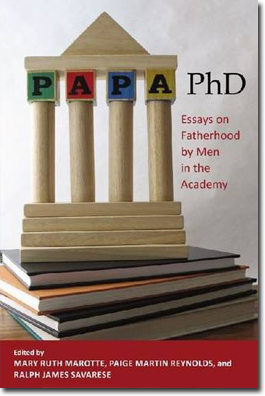 PAPA PhD
Essays on
Fatherhood
by Men
in the
Academy
Edited by
MARY RUTH MAROTTE, PAIGE MARTIN REYNOLDS, and
RALPH JAMES SAVARESE